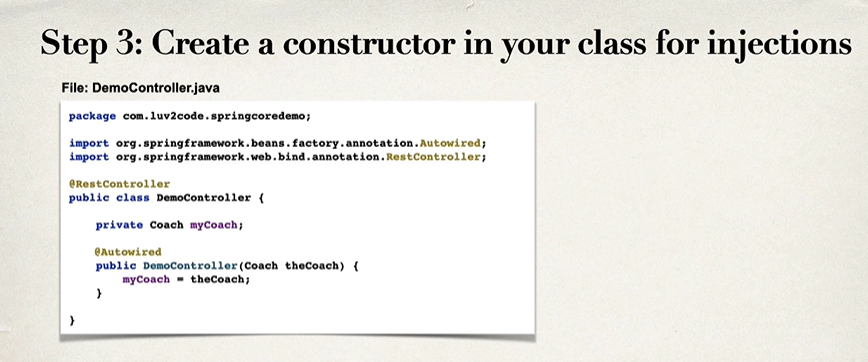 Step 3: Create a constructor in your class for injections
File: DemoController.java
package com.luv2code.springcoredemo;
import org.springframework.beans.factory.annotation.Autowired;
import org.springframework.web.bind.annotation.RestController;
@RestController
public class DemoController {
private Coach myCoach;
@Autowired
public DemoController(Coach theCoach) {
myCoach = theCoach;
}
}